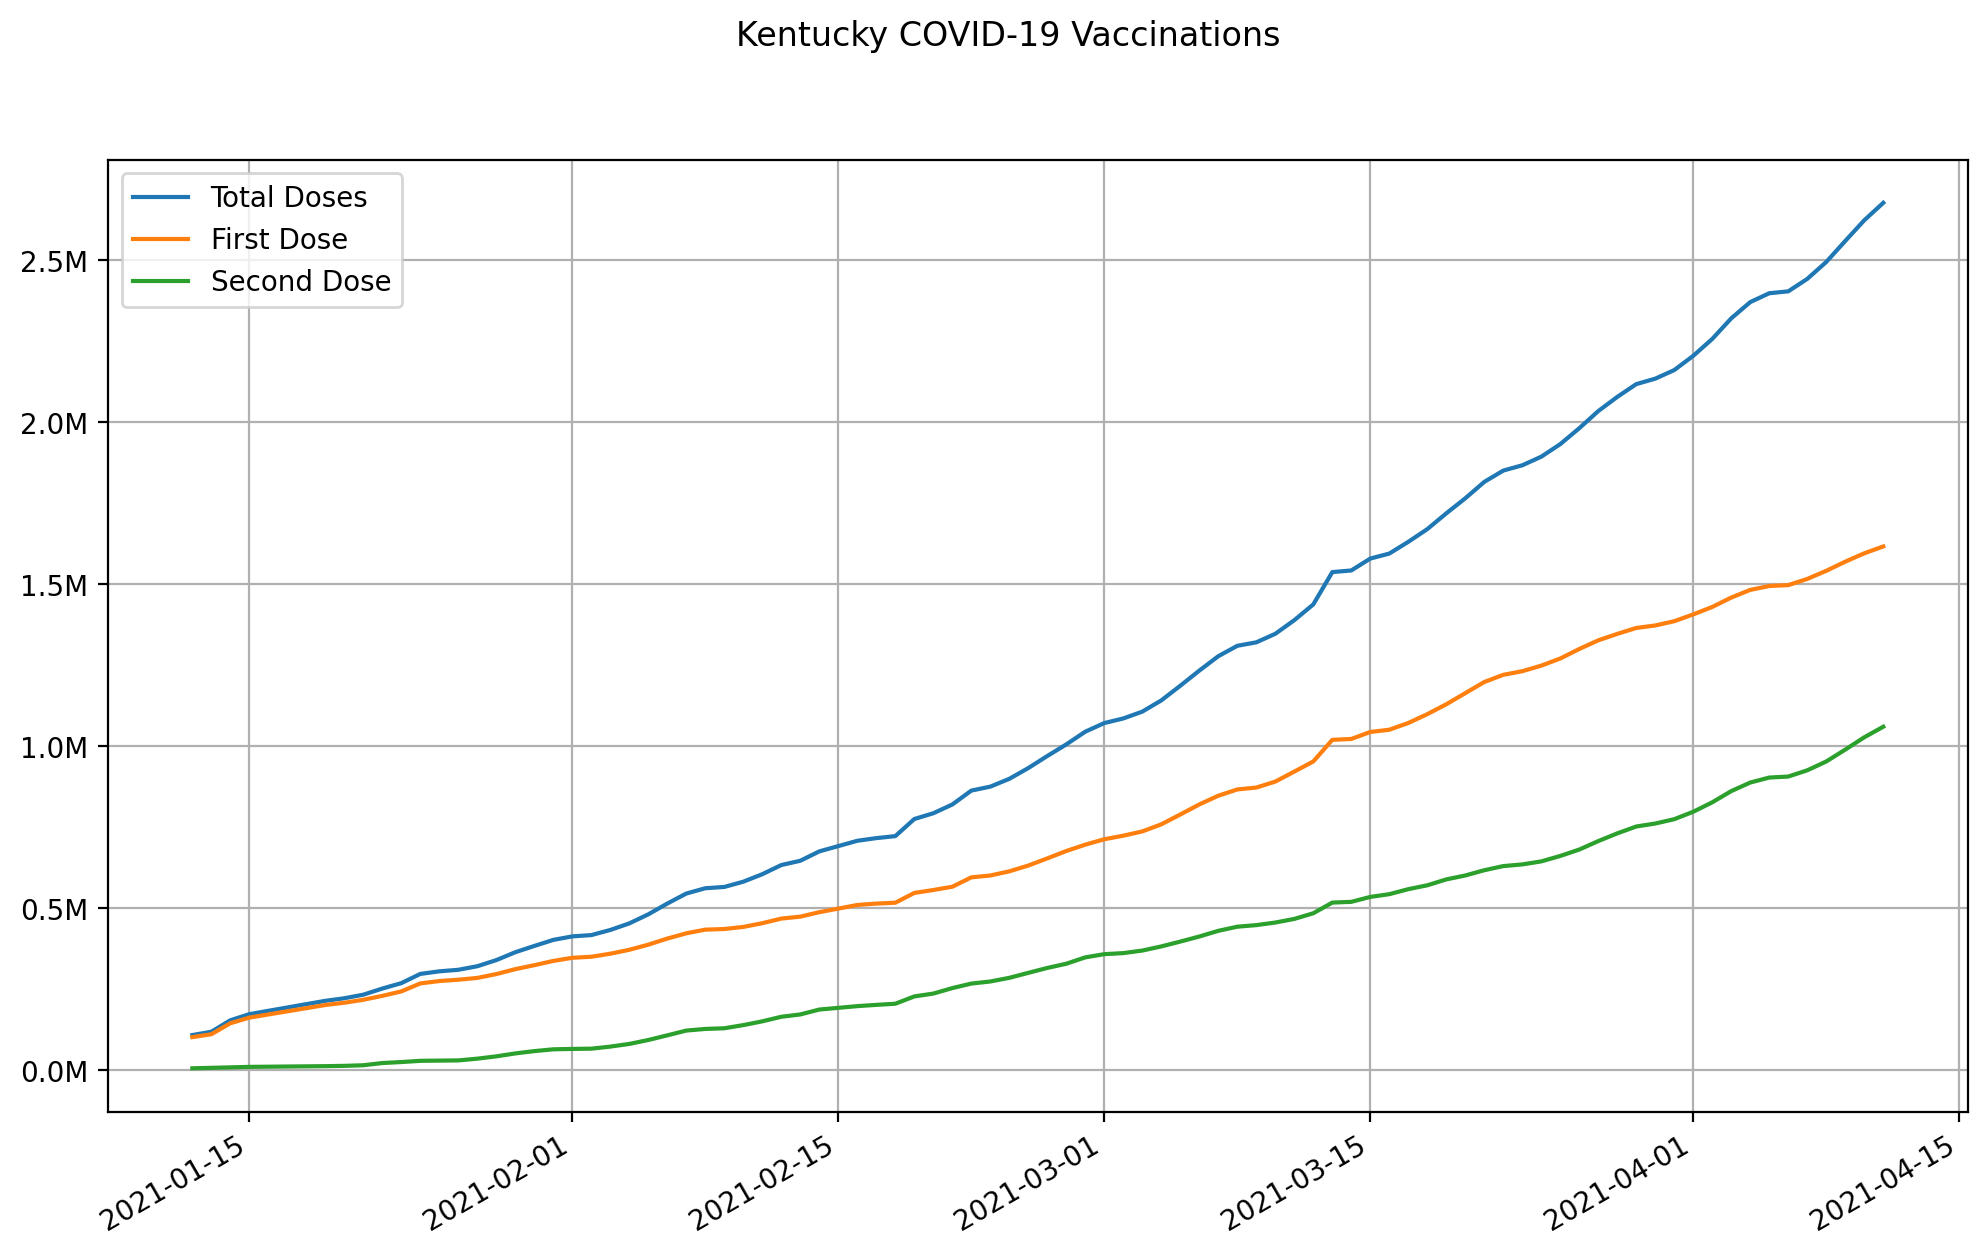 Kentucky COVID-19 Vaccinations
Total Doses
First Dose
Second Dose
2.5M
2.0M
1.5M
1.0M
0.5M
0.0M
2021-01-15
2021-02-01
2021-02-15
2021-03-01
2021-03-15
2021-04-01
2021-04-15